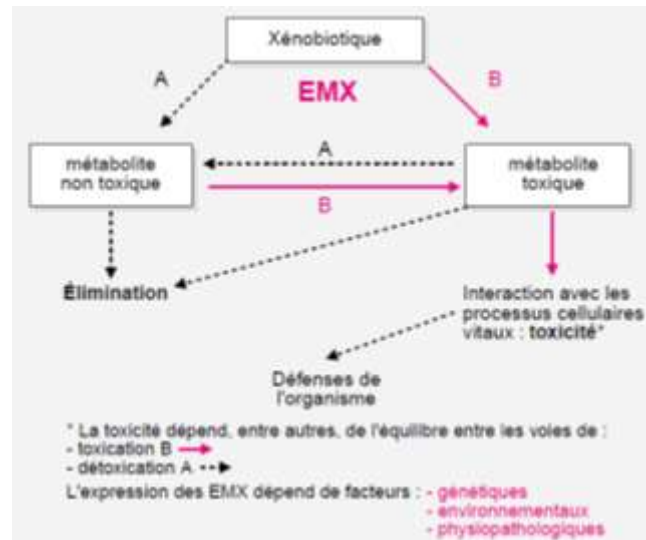 Xénobiotique
A
EMX
B
métabolite
non toxique
A
B
métabolite
toxique
Élimination
Interaction avec les
processus cellulaires
vitaux : toxicité*
Défenses de
l'organisme
* La toxicité dépend, entre autres, de l'équilibre entre les voies de :
- toxication B
- détoxication A
L'expression des EMX dépend de facteurs : - génétiques
- environnementaux
- physiopathologiques